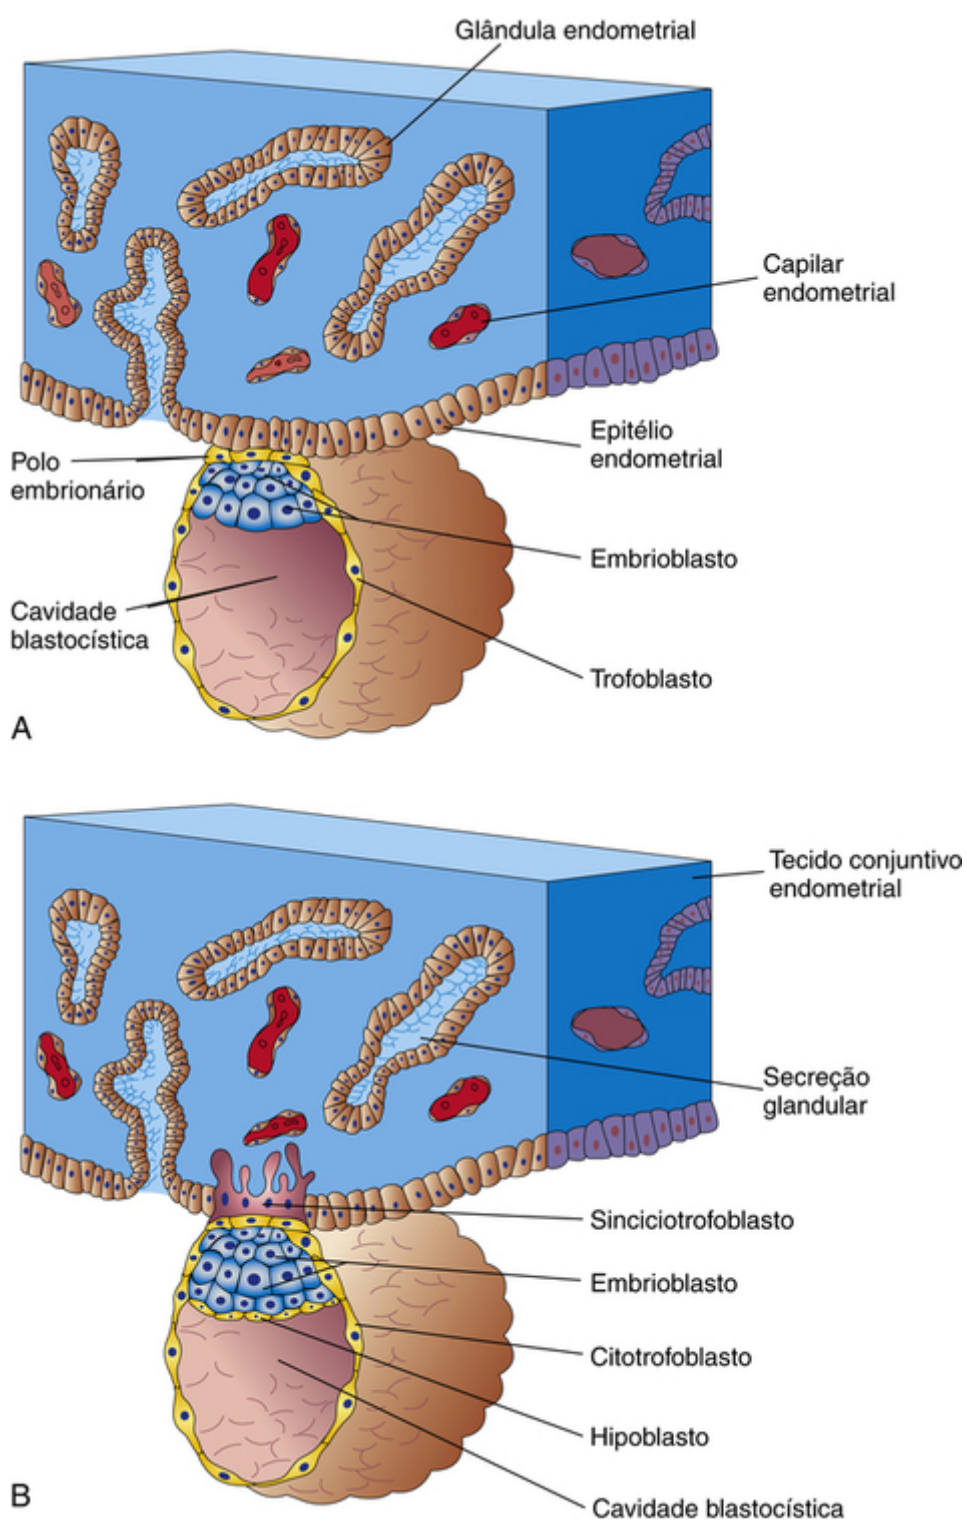 Glândula endometrial
Capilar
endometrial
Epitélio
endometrial
Polo
embrionário
Embrioblasto
Cavidade
blastocística
Trofoblasto
A
Tecido conjuntivo
endometrial
Secreção
glandular
Sinciciotrofoblasto
Embrioblasto
Citotrofoblasto
Hipoblasto
Cavidade blastocística
B